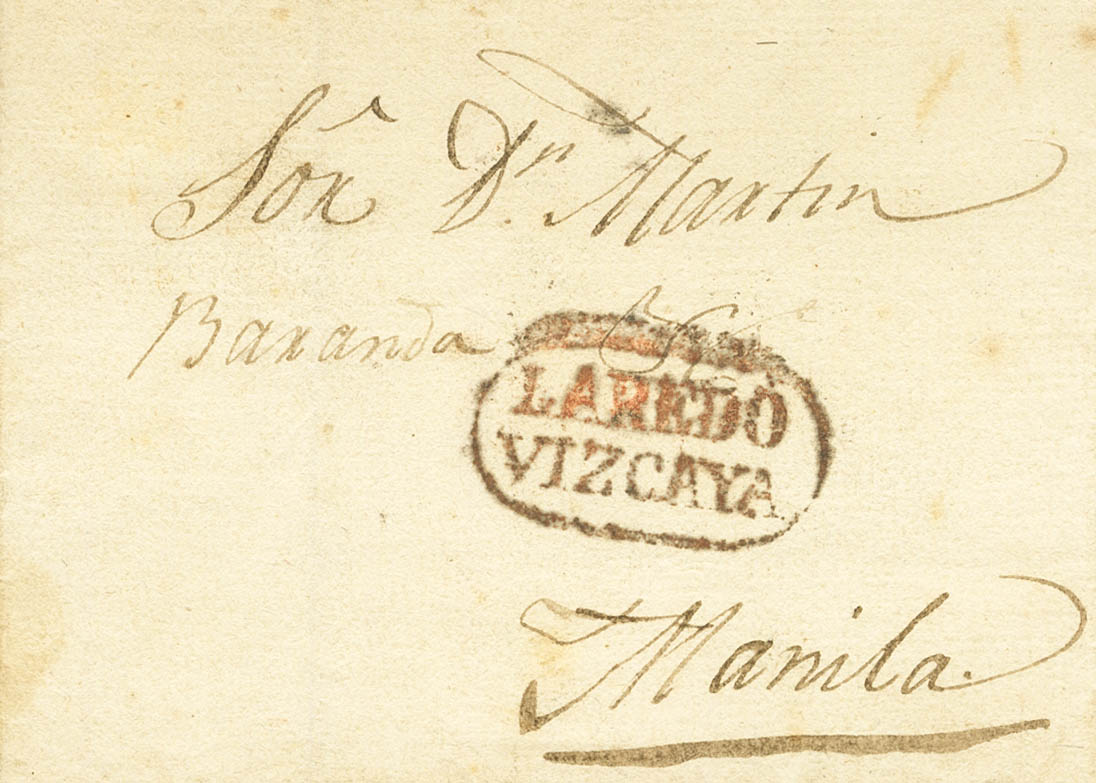 Sor. Dn. Martin
Baranda
LAREDO
VIZCAYA
Manila.